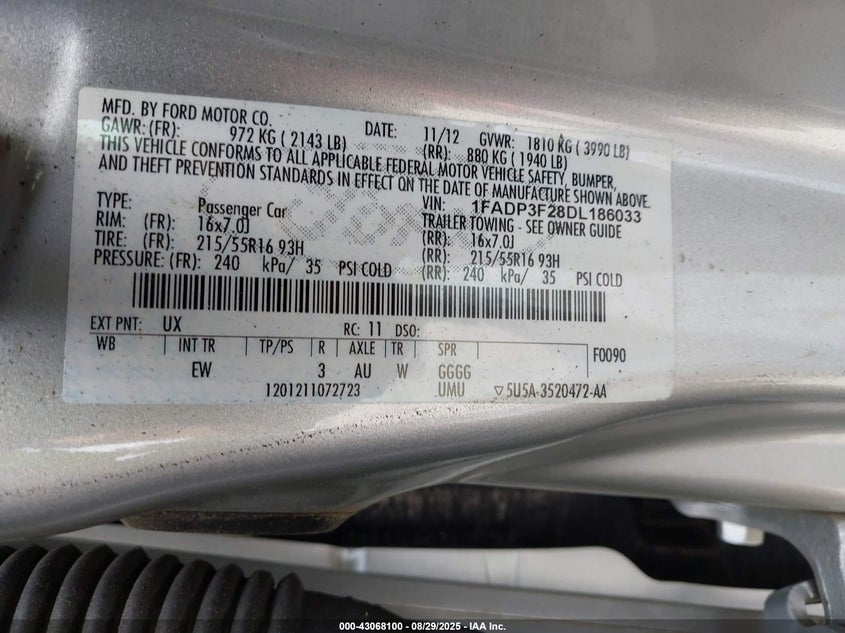 MFD. BY FORD MOTOR CO.
DATE: 11/12 GVWR: 1810 KG ( 3990 LB)
GAWR: (FR): 972 KG ( 2143 LB) (RR): 880 KG ( 1940 LB)
THIS VEHICLE CONFORMS TO ALL APPLICABLE FEDERAL MOTOR VEHICLE SAFETY, BUMPER,
AND THEFT PREVENTION STANDARDS IN EFFECT ON THE DATE OF MANUFACTURE SHOWN ABOVE.
VIN: 1FADP3F28DL186033
TYPE: Passenger Car TRAILER TOWING - SEE OWNER GUIDE
RIM: (FR): 16x7.0J (RR): 16x7.0J
TIRE: (FR): 215/55R16 93H (RR): 215/55R16 93H
PRESSURE: (FR): 240 kPa/ 35 PSI COLD (RR): 240 kPa/ 35 PSI COLD
EXT PNT: UX RC: 11 DSO:
WB INT TR TP/PS R AXLE TR SPR F0090
EW 3 AU W GGGG
1201211072723 UMU ▽5U5A-3520472-AA
Ford
000-43068100 - 08/29/2025 - IAA Inc.